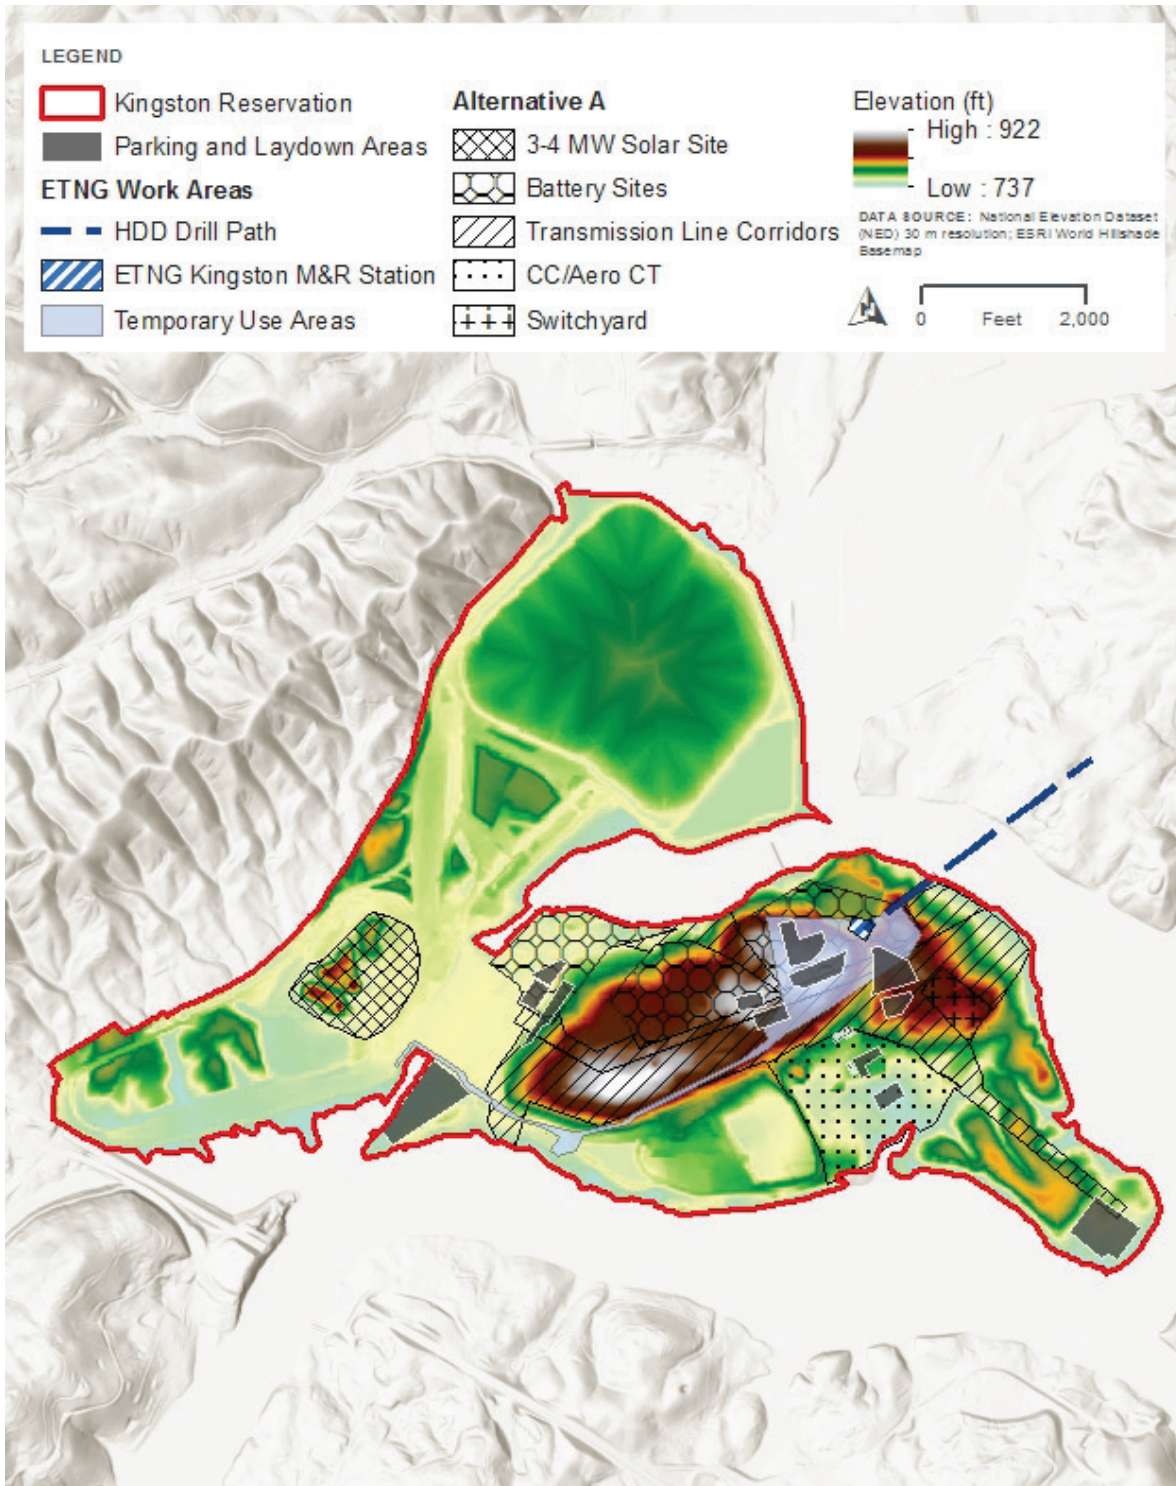 LEGEND
Kingston Reservation
Parking and Laydown Areas
ETNG Work Areas
HDD Drill Path
ETNG Kingston M&R Station
Temporary Use Areas
Alternative A
3-4 MW Solar Site
Battery Sites
Transmission Line Corridors
CC/Aero CT
Switchyard
Elevation (ft)
High : 922
Low : 737
DATA SOURCE: National Elevation Dataset
(NED) 30 m resolution; ESRI World Hillshade
Basemap
N
0 Feet 2,000